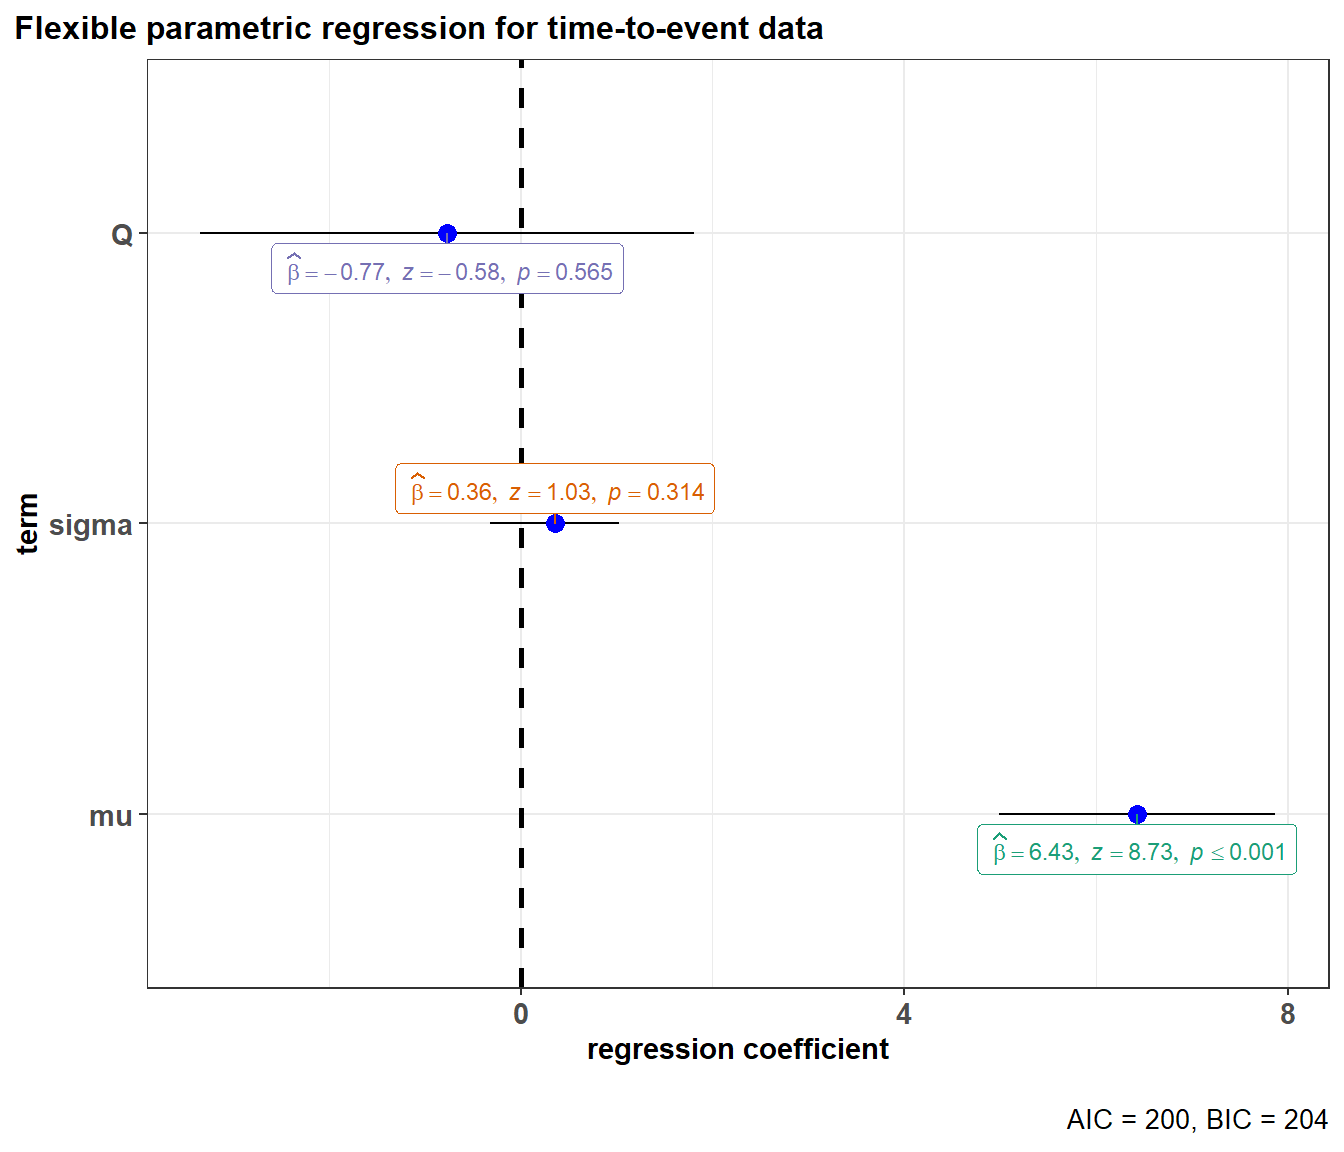 Flexible parametric regression for time-to-event data
term
Q
β̂ = −0.77, z = −0.58, p = 0.565
sigma
β̂ = 0.36, z = 1.03, p = 0.314
mu
β̂ = 6.43, z = 8.73, p ≤ 0.001
0 4 8
regression coefficient
AIC = 200, BIC = 204